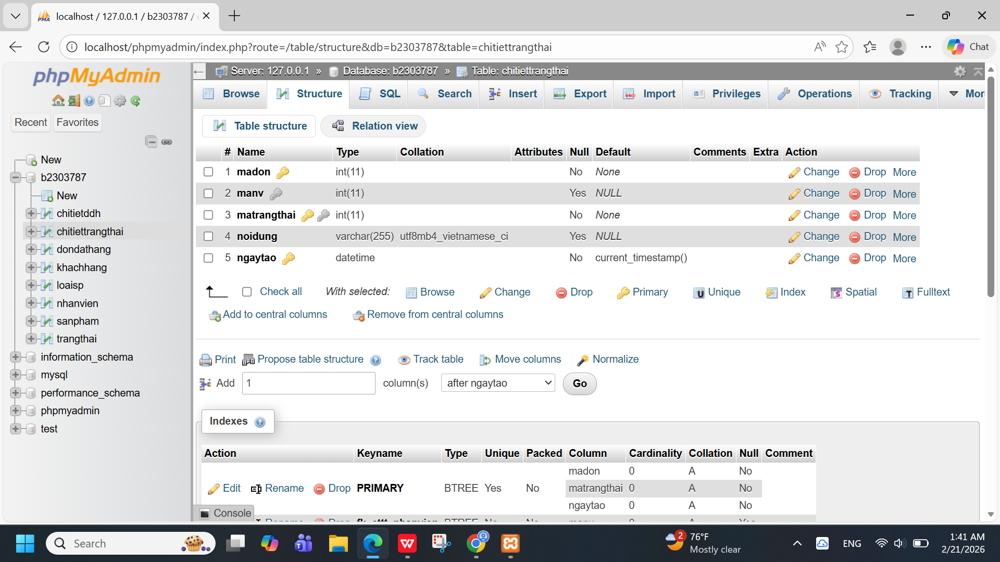 localhost / 127.0.0.1 / b2303787 /
localhost/phpmyadmin/index.php?route=/table/structure&db=b2303787&table=chitiettrangthai
Chat
phpMyAdmin
Recent Favorites
New
b2303787
New
chitietddh
chitiettrangthai
dondathang
khachhang
loaisp
nhanvien
sanpham
trangthai
information_schema
mysql
performance_schema
phpmyadmin
test
Server: 127.0.0.1 » Database: b2303787 » Table: chitiettrangthai
Browse Structure SQL Search Insert Export Import Privileges Operations Tracking Mor
Table structure Relation view
# Name Type Collation Attributes Null Default Comments Extra Action
1 madon int(11) No None Change Drop More
2 manv int(11) Yes NULL Change Drop More
3 matrangthai int(11) No None Change Drop More
4 noidung varchar(255) utf8mb4_vietnamese_ci Yes NULL Change Drop More
5 ngaytao datetime No current_timestamp() Change Drop More
Check all With selected: Browse Change Drop Primary Unique Index Spatial Fulltext
Add to central columns Remove from central columns
Print Propose table structure Track table Move columns Normalize
Add 1 column(s) after ngaytao Go
Indexes
Action Keyname Type Unique Packed Column Cardinality Collation Null Comment
madon 0 A No
Edit Rename Drop PRIMARY BTREE Yes No matrangthai 0 A No
ngaytao 0 A No
Console
Search
2
76°F
Mostly clear
ENG
1:41 AM
2/21/2026